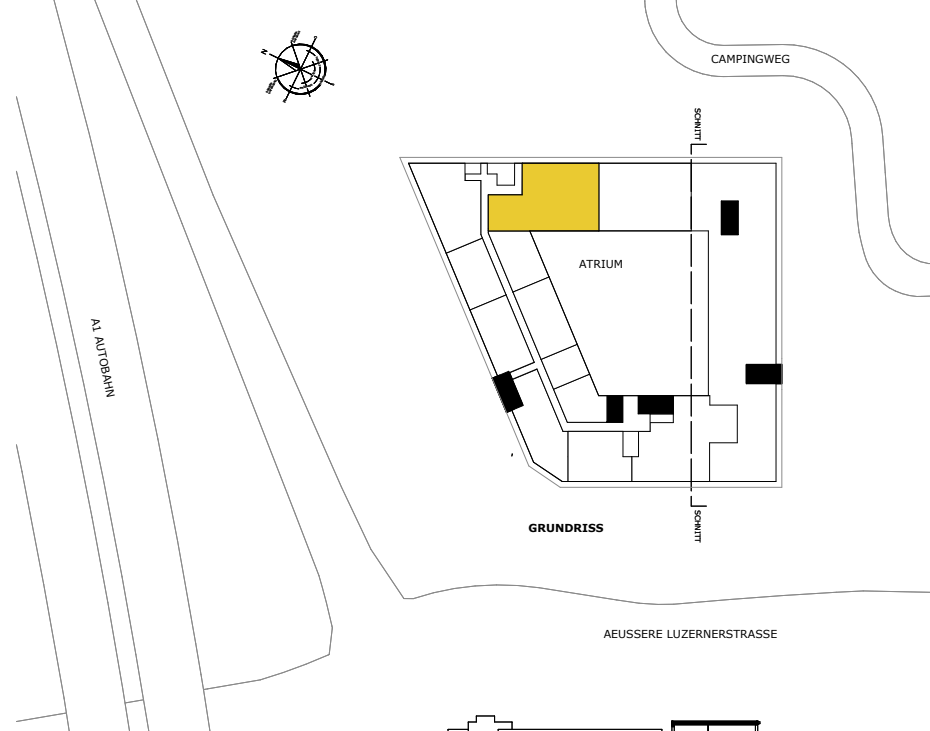 N
CAMPINGWEG
SCHNITT
ATRIUM
A1 AUTOBAHN
SCHNITT
GRUNDRISS
AEUSSERE LUZERNERSTRASSE